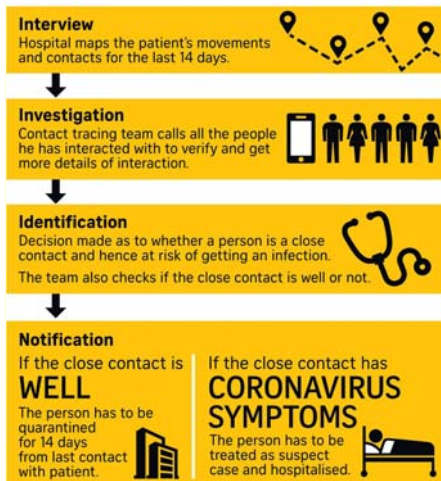 Interview
Hospital maps the patient's movements
and contacts for the last 14 days.
Investigation
Contact tracing team calls all the people
he has interacted with to verify and get
more details of interaction.
Identification
Decision made as to whether a person is a close
contact and hence at risk of getting an infection.
The team also checks if the close contact is well or not.
Notification
If the close contact is
WELL
The person has to be
quarantined
for 14 days
from last contact
with patient.
If the close contact has
CORONAVIRUS
SYMPTOMS
The person has to be
treated as suspect
case and hospitalised.